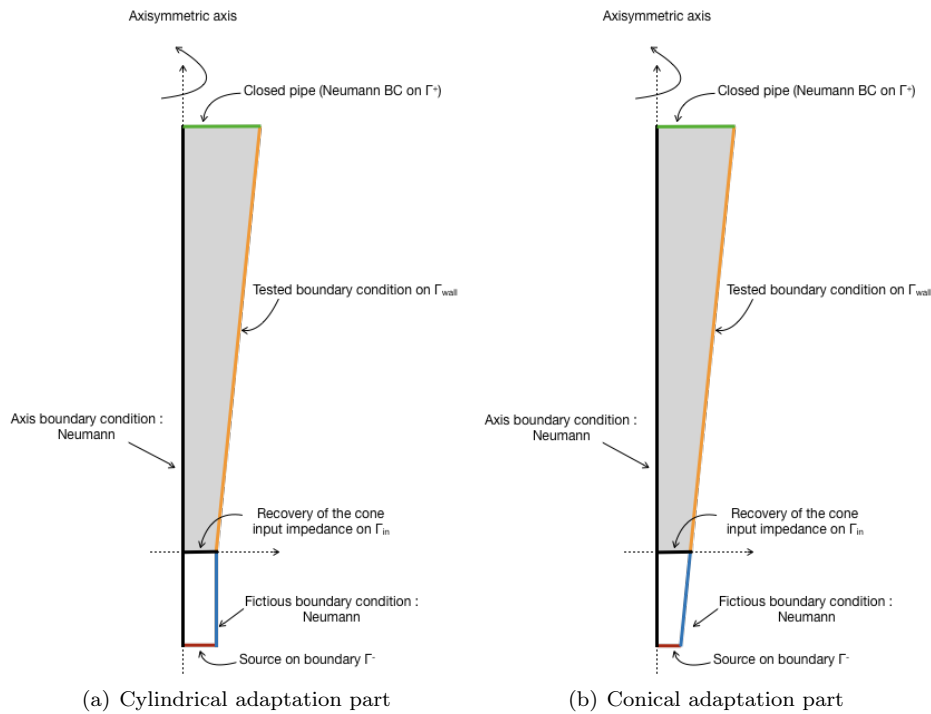 Axisymmetric axis
Closed pipe (Neumann BC on Γ⁺)
Tested boundary condition on Γwall
Axis boundary condition :
Neumann
Recovery of the cone
input impedance on Γin
Fictious boundary condition :
Neumann
Source on boundary Γ⁻
(a) Cylindrical adaptation part
Axisymmetric axis
Closed pipe (Neumann BC on Γ⁺)
Tested boundary condition on Γwall
Axis boundary condition :
Neumann
Recovery of the cone
input impedance on Γin
Fictious boundary condition :
Neumann
Source on boundary Γ⁻
(b) Conical adaptation part